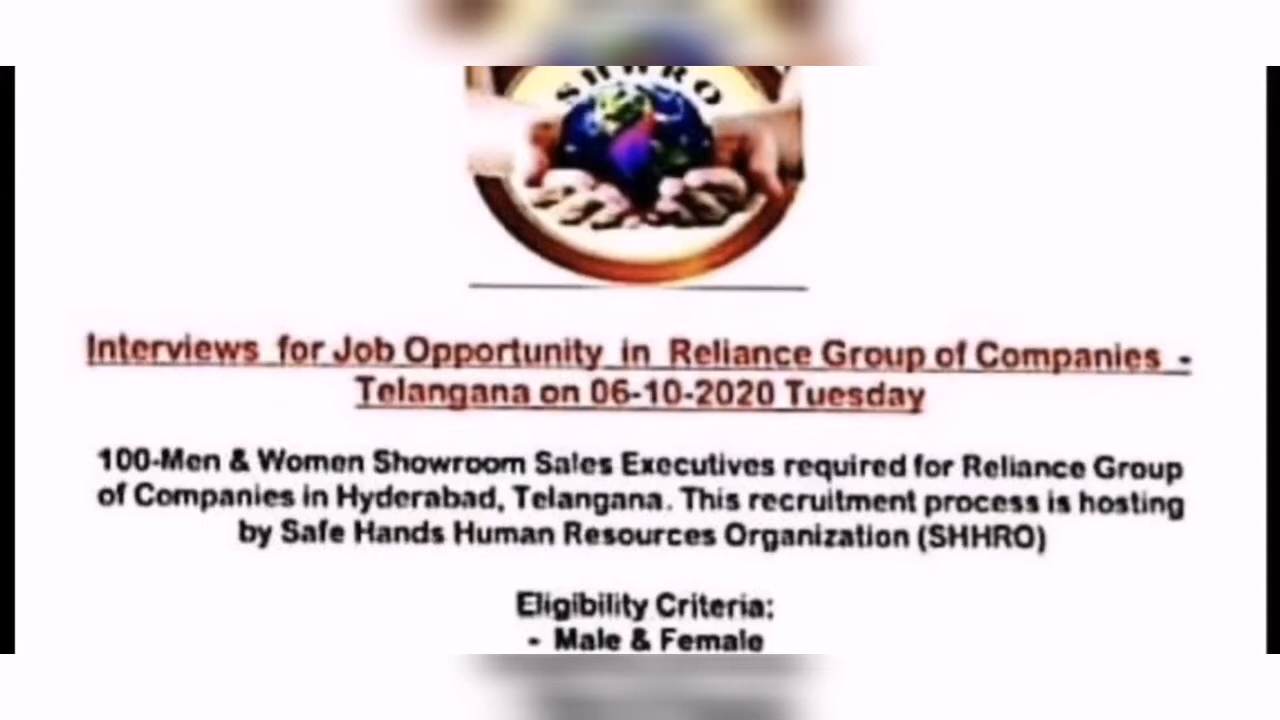 SHHRO
Interviews for Job Opportunity in Reliance Group of Companies -
Telangana on 06-10-2020 Tuesday
100-Men & Women Showroom Sales Executives required for Reliance Group
of Companies in Hyderabad, Telangana. This recruitment process is hosting
by Safe Hands Human Resources Organization (SHHRO)
Eligibility Criteria:
- Male & Female